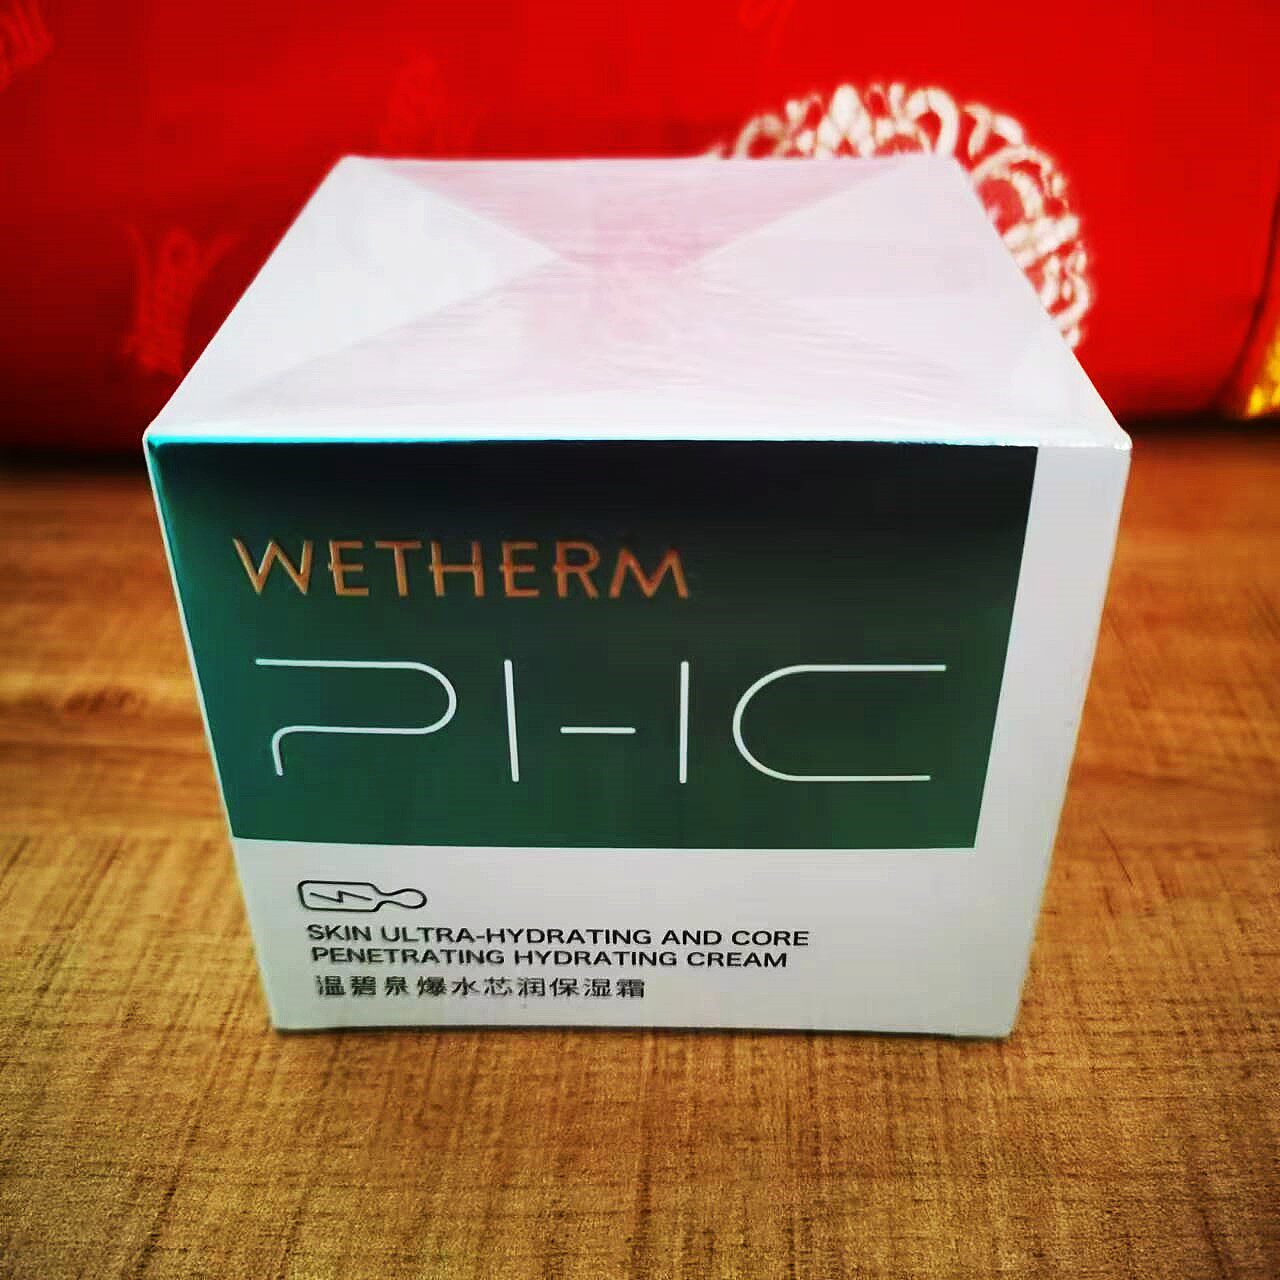 WETHERM
PHC
SKIN ULTRA-HYDRATING AND CORE
PENETRATING HYDRATING CREAM
温碧泉爆水芯润保湿霜